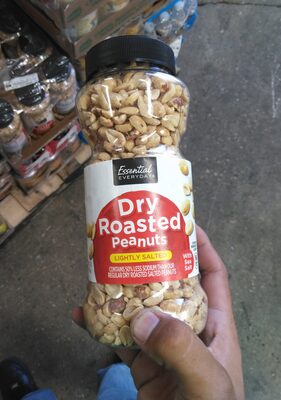 Essential
EVERYDAY
Dry
Roasted
Peanuts
LIGHTLY SALTED
With
Sea
Salt
CONTAINS 50% LESS SODIUM THAN OUR
REGULAR DRY ROASTED SALTED PEANUTS